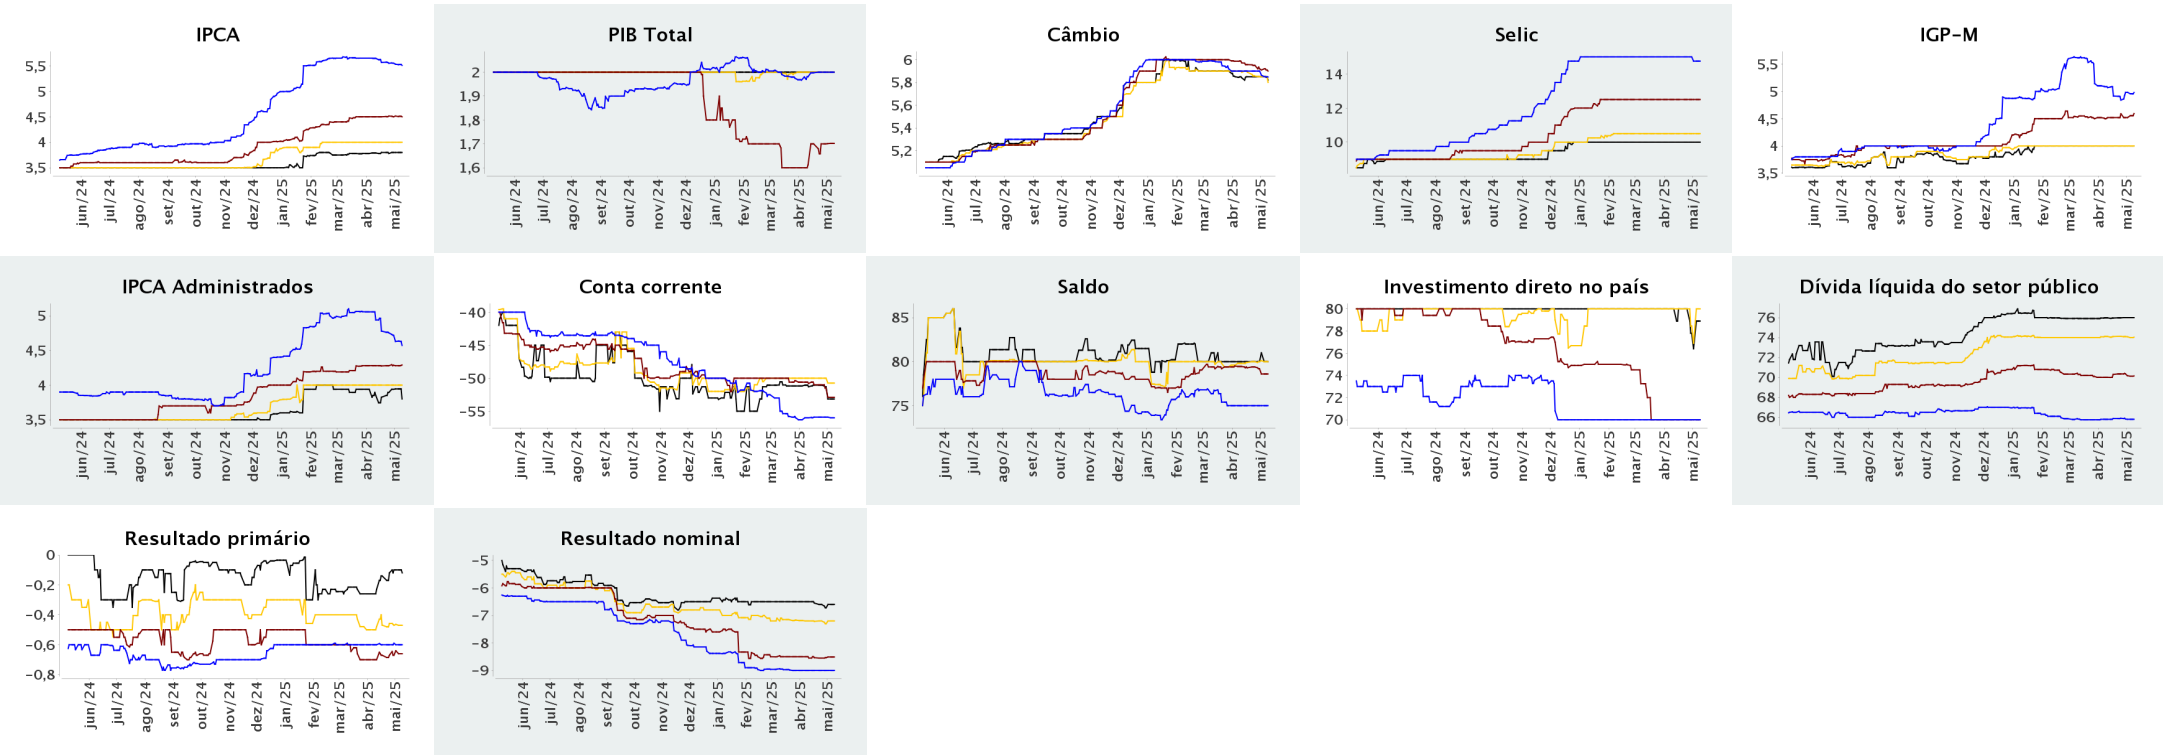 IPCA
5,5
5
4,5
4
3,5
jun/24 jul/24 ago/24 set/24 out/24 nov/24 dez/24 jan/25 fev/25 mar/25 abr/25 mai/25
PIB Total
2
1,9
1,8
1,7
1,6
jun/24 jul/24 ago/24 set/24 out/24 nov/24 dez/24 jan/25 fev/25 mar/25 abr/25 mai/25
Câmbio
6
5,8
5,6
5,4
5,2
jun/24 jul/24 ago/24 set/24 out/24 nov/24 dez/24 jan/25 fev/25 mar/25 abr/25 mai/25
Selic
14
12
10
jun/24 jul/24 ago/24 set/24 out/24 nov/24 dez/24 jan/25 fev/25 mar/25 abr/25 mai/25
IGP-M
5,5
5
4,5
4
3,5
jun/24 jul/24 ago/24 set/24 out/24 nov/24 dez/24 jan/25 fev/25 mar/25 abr/25 mai/25
IPCA Administrados
5
4,5
4
3,5
jun/24 jul/24 ago/24 set/24 out/24 nov/24 dez/24 jan/25 fev/25 mar/25 abr/25 mai/25
Conta corrente
-40
-45
-50
-55
jun/24 jul/24 ago/24 set/24 out/24 nov/24 dez/24 jan/25 fev/25 mar/25 abr/25 mai/25
Saldo
85
80
75
jun/24 jul/24 ago/24 set/24 out/24 nov/24 dez/24 jan/25 fev/25 mar/25 abr/25 mai/25
Investimento direto no país
80
78
76
74
72
70
jun/24 jul/24 ago/24 set/24 out/24 nov/24 dez/24 jan/25 fev/25 mar/25 abr/25 mai/25
Dívida líquida do setor público
76
74
72
70
68
66
jun/24 jul/24 ago/24 set/24 out/24 nov/24 dez/24 jan/25 fev/25 mar/25 abr/25 mai/25
Resultado primário
0
-0,2
-0,4
-0,6
-0,8
jun/24 jul/24 ago/24 set/24 out/24 nov/24 dez/24 jan/25 fev/25 mar/25 abr/25 mai/25
Resultado nominal
-5
-6
-7
-8
-9
jun/24 jul/24 ago/24 set/24 out/24 nov/24 dez/24 jan/25 fev/25 mar/25 abr/25 mai/25